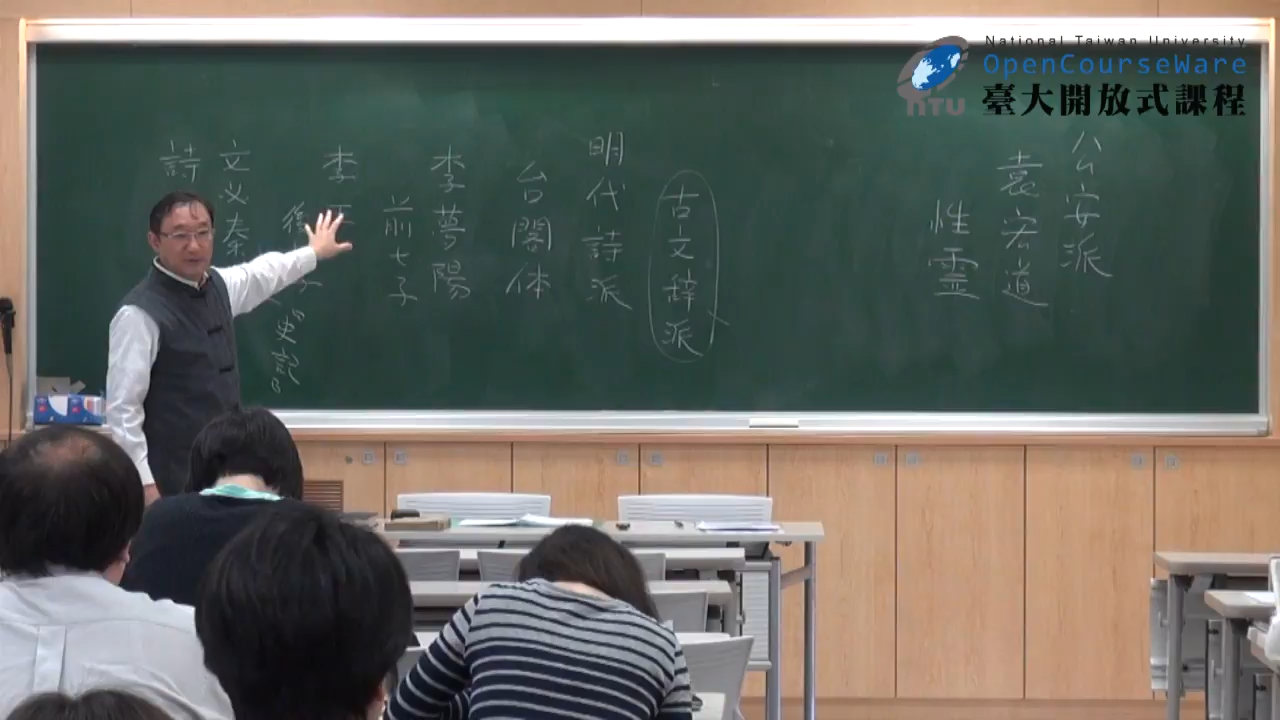 National Taiwan University
OpenCourseWare
臺大開放式課程
NTU
公安派
袁宏道
性霊
古文辞派
明代詩派
台閣体
李夢陽
前七子
李
後
『史記』
文必秦
詩